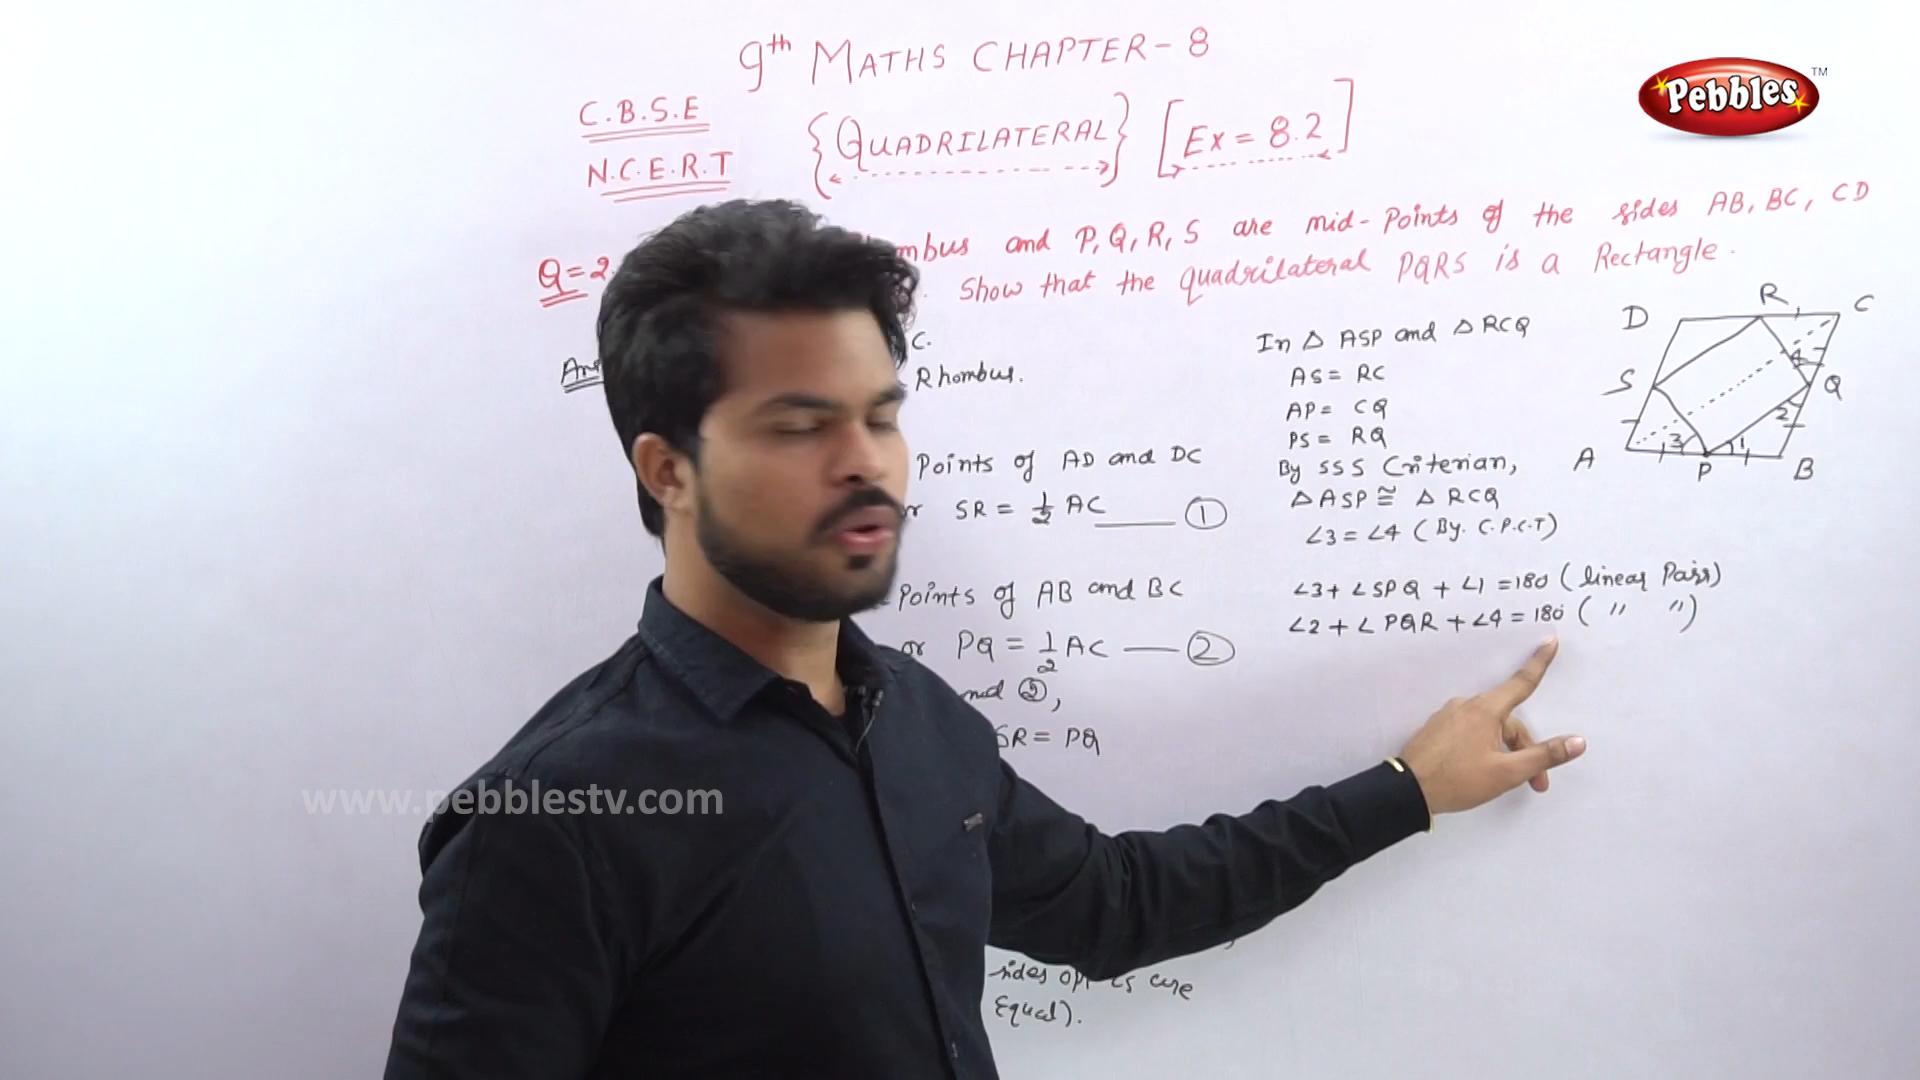 9th MATHS CHAPTER - 8
Pebbles TM
C.B.S.E
N.C.E.R.T
{QUADRILATERAL} [Ex = 8.2]
Q=2. and P, Q, R, S are mid-Points of the sides AB, BC, CD
Show that the quadrilateral PQRS is a Rectangle.
C.
Rhombus.
Points of AD and DC
SR = 1/2 AC ——— ①
Points of AB and BC
or PQ = 1/2 AC —— ②
②,
SR = PQ
sides are
Equal).
In △ ASP and △ RCQ
AS = RC
AP = CQ
PS = RQ
By SSS Criterian,
△ ASP ≅ △ RCQ
∠3 = ∠4 (By. C.P.C.T)
∠3 + ∠SPQ + ∠1 = 180 (linear Pair)
∠2 + ∠PQR + ∠4 = 180 ( " " )
D R C
S 4 Q
2
3 1
A P B
www.pebblestv.com